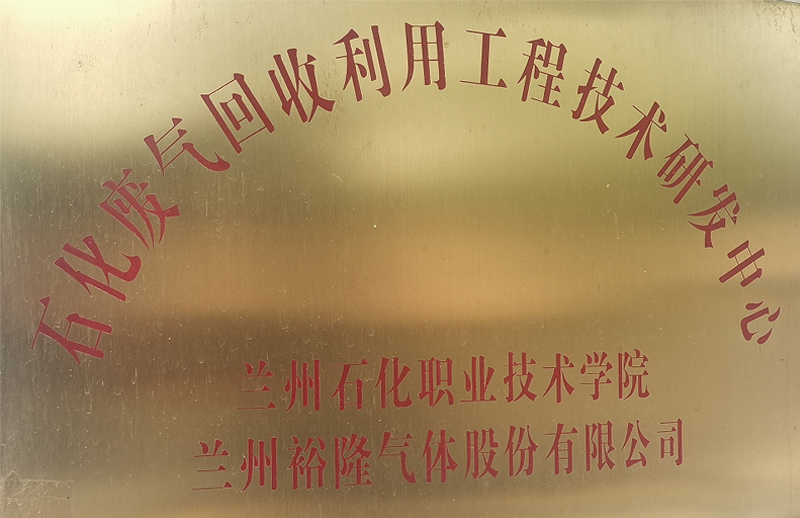 石化废气回收利用工程技术研发中心
兰州石化职业技术学院
兰州裕隆气体股份有限公司